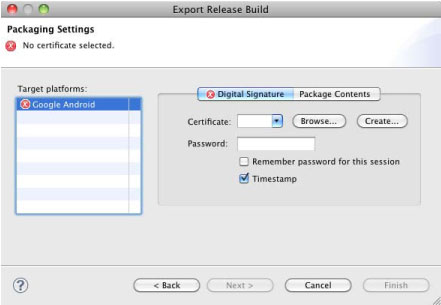 Export Release Build
Packaging Settings
No certificate selected.
Target platforms:
Google Android
Digital Signature Package Contents
Certificate: Browse... Create...
Password:
Remember password for this session
Timestamp
? < Back Next > Cancel Finish